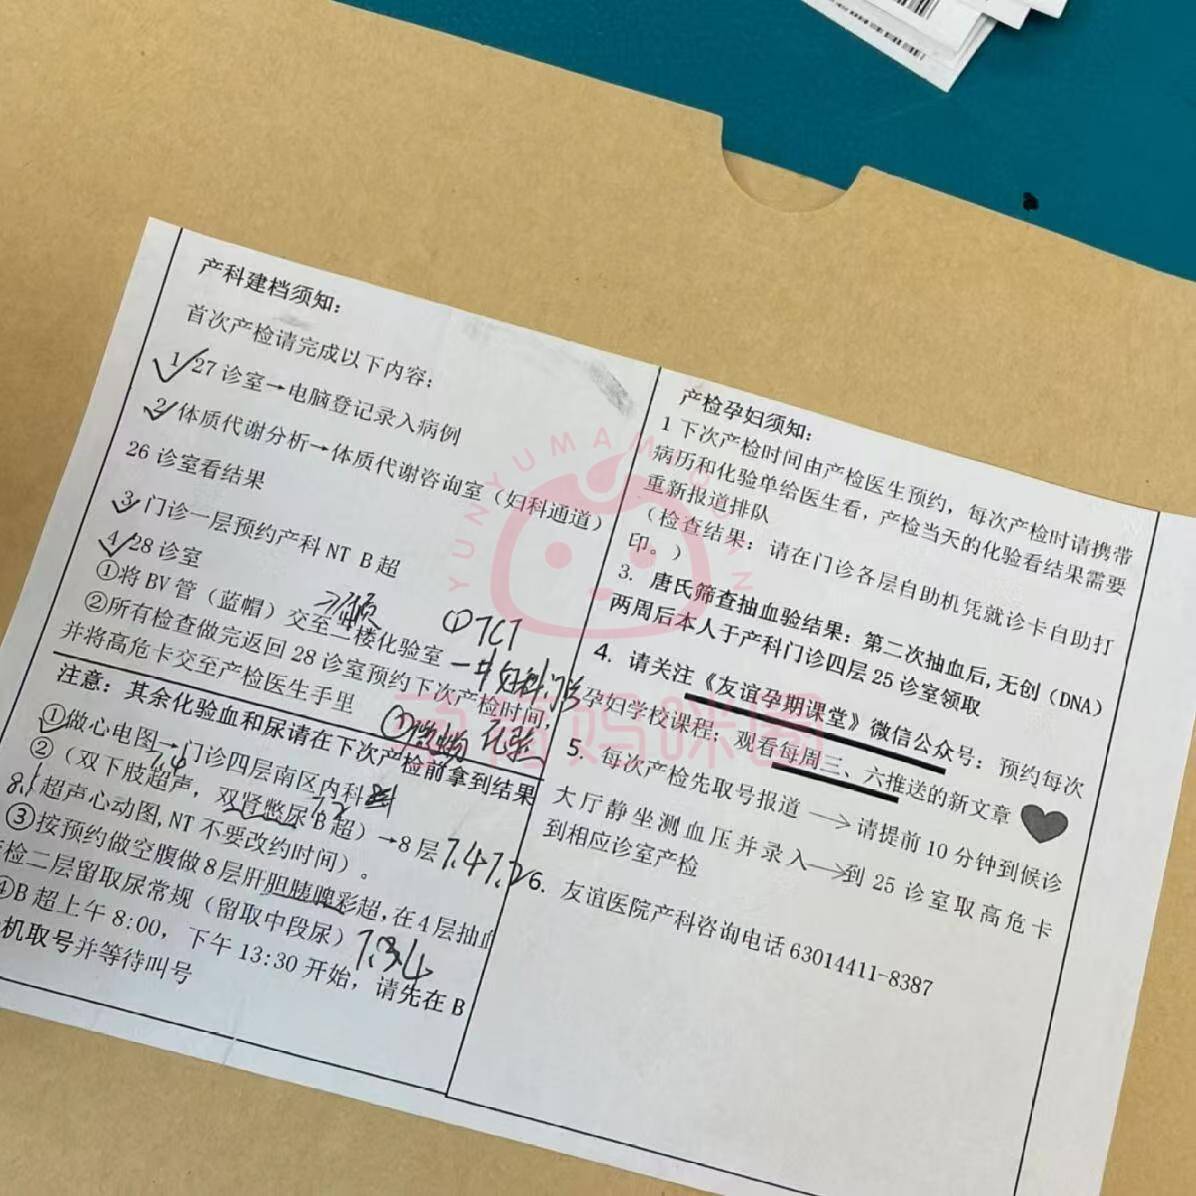 产科建档须知：
首次产检请完成以下内容：
1/27 诊室→电脑登记录入病例
2/体质代谢分析→体质代谢咨询室（妇科通道）
26 诊室看结果
3/门诊一层预约产科 NT B 超
4/28 诊室
①将 BV 管（蓝帽）交至二楼化验室
①TCT
②所有检查做完返回 28 诊室预约下次产检时间，
并将高危卡交至产检医生手里
注意：其余化验血和尿请在下次产检前拿到结果
①做心电图→门诊四层南区内科
7.4
②（双下肢超声，双肾憋尿 B 超）→8 层 7.4 7.2
8.1 超声心动图，NT 不要改约时间）。
③按预约做空腹做 8 层肝胆胰脾彩超，在 4 层抽血
检二层留取尿常规（留取中段尿）
④B 超上午 8:00，下午 13:30 开始，请先在 B
机取号并等待叫号
产检孕妇须知：
1 下次产检时间由产检医生预约，每次产检时请携带
病历和化验单给医生看，产检当天的化验看结果需要
重新报道排队
（检查结果：请在门诊各层自助机凭就诊卡自助打
印。）
3. 唐氏筛查抽血验结果：第二次抽血后，无创（DNA）
两周后本人于产科门诊四层 25 诊室领取
4. 请关注《友谊孕期课堂》微信公众号：预约每次
孕妇学校课程；观看每周三、六推送的新文章
5. 每次产检先取号报道→请提前 10 分钟到候诊
大厅静坐测血压并录入→到 25 诊室取高危卡
到相应诊室产检
6. 友谊医院产科咨询电话 63014411-8387
YUNYUMAMIQUAN
孕育妈咪圈